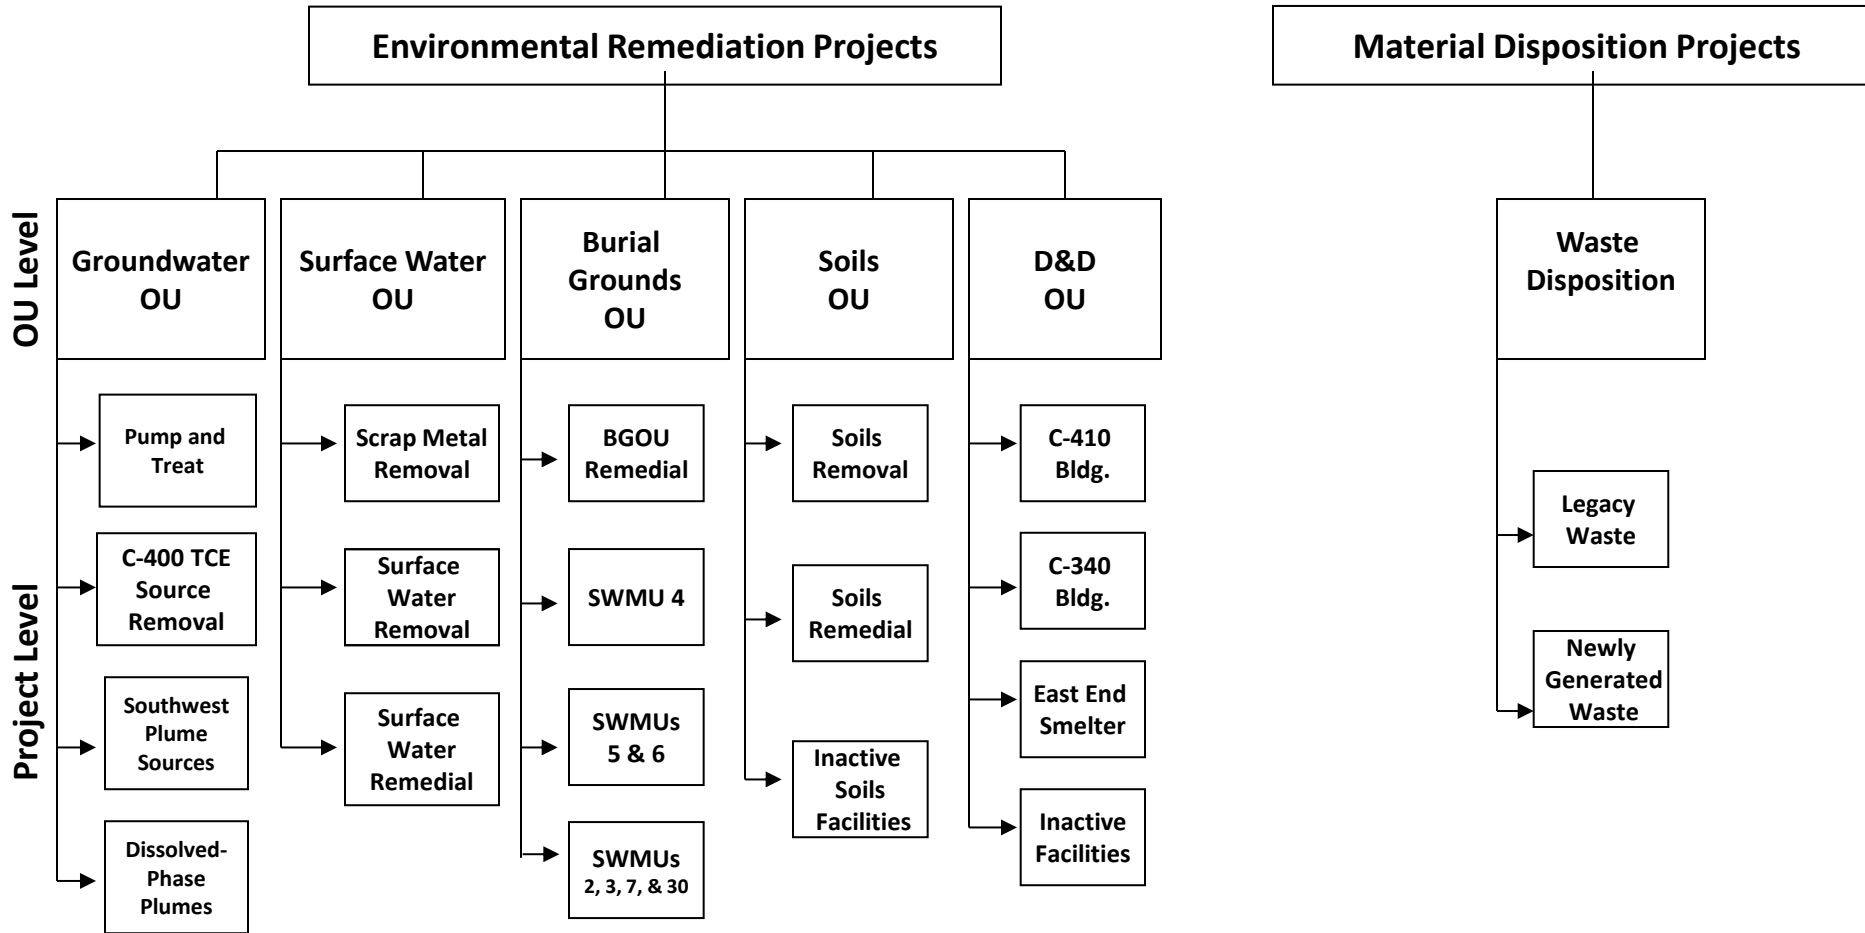 Environmental Remediation Projects
Material Disposition Projects
OU Level
Groundwater
OU
Surface Water
OU
Burial
Grounds
OU
Soils
OU
D&D
OU
Waste
Disposition
Project Level
Pump and
Treat
C-400 TCE
Source
Removal
Southwest
Plume
Sources
Dissolved-
Phase
Plumes
Scrap Metal
Removal
Surface
Water
Removal
Surface
Water
Remedial
BGOU
Remedial
SWMU 4
SWMUs
5 & 6
SWMUs
2, 3, 7, & 30
Soils
Removal
Soils
Remedial
Inactive
Soils
Facilities
C-410
Bldg.
C-340
Bldg.
East End
Smelter
Inactive
Facilities
Legacy
Waste
Newly
Generated
Waste